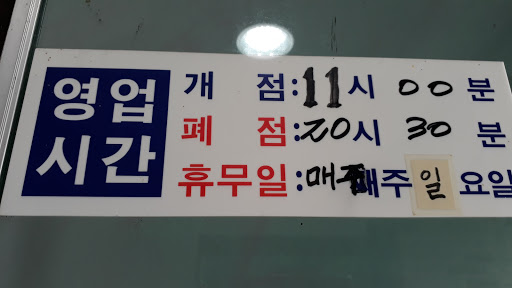 영업
시간
개 점:11시 00분
폐 점:20시 30분
휴무일:매주 매주 일요일